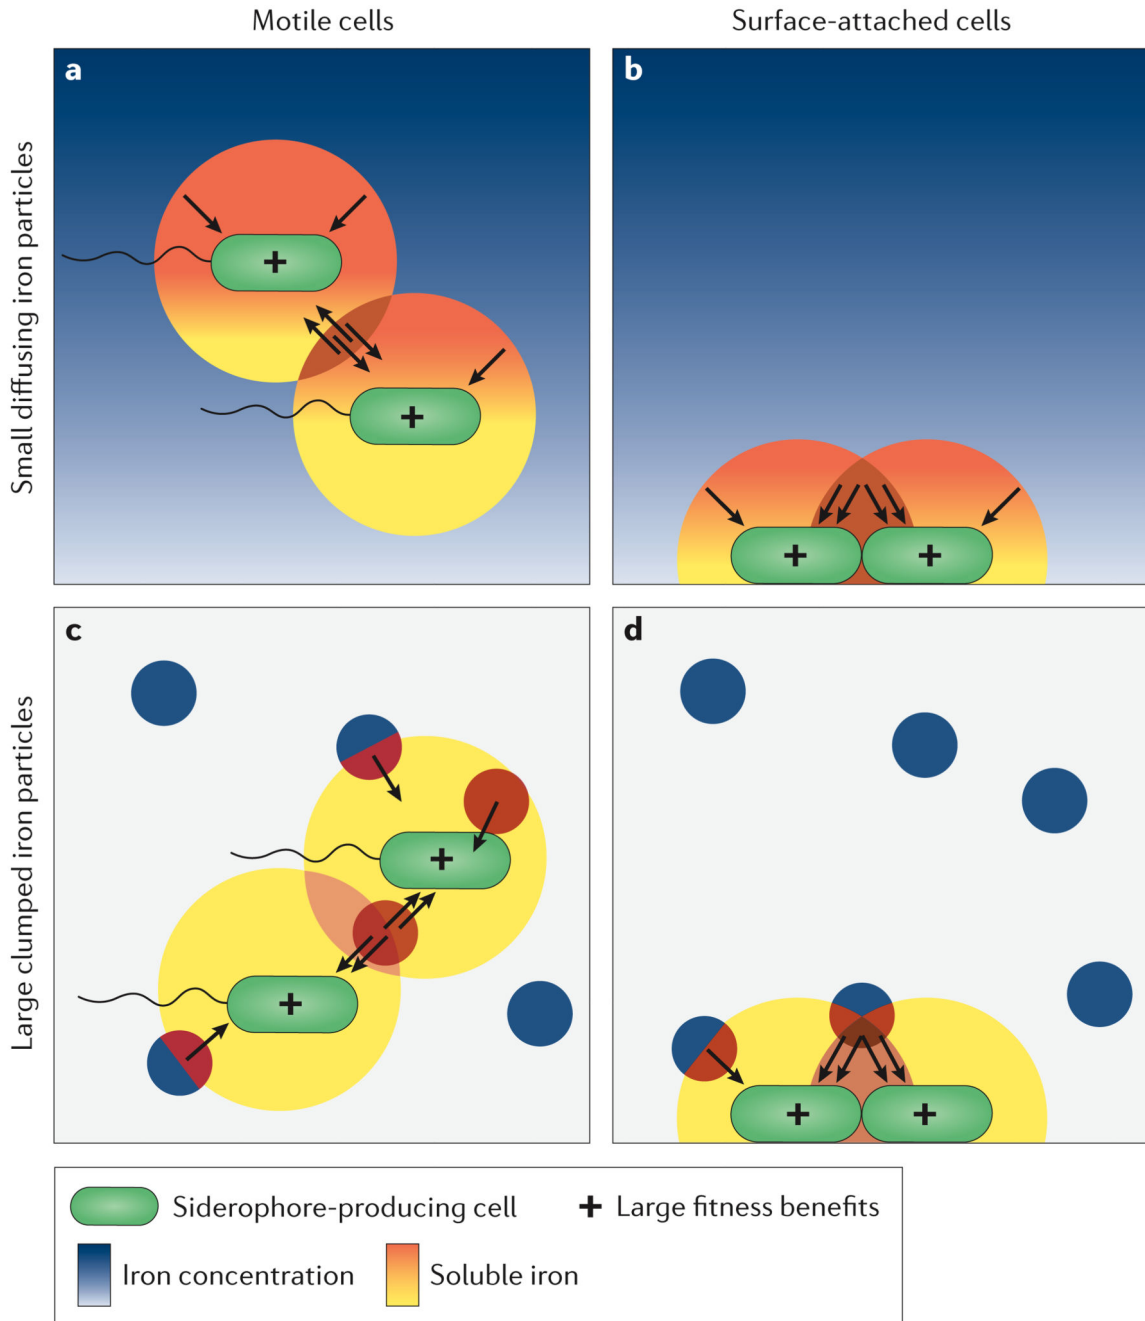 Motile cells
Surface-attached cells
Small diffusing iron particles
a
b
Large clumped iron particles
c
d
Siderophore-producing cell
+ Large fitness benefits
Iron concentration
Soluble iron